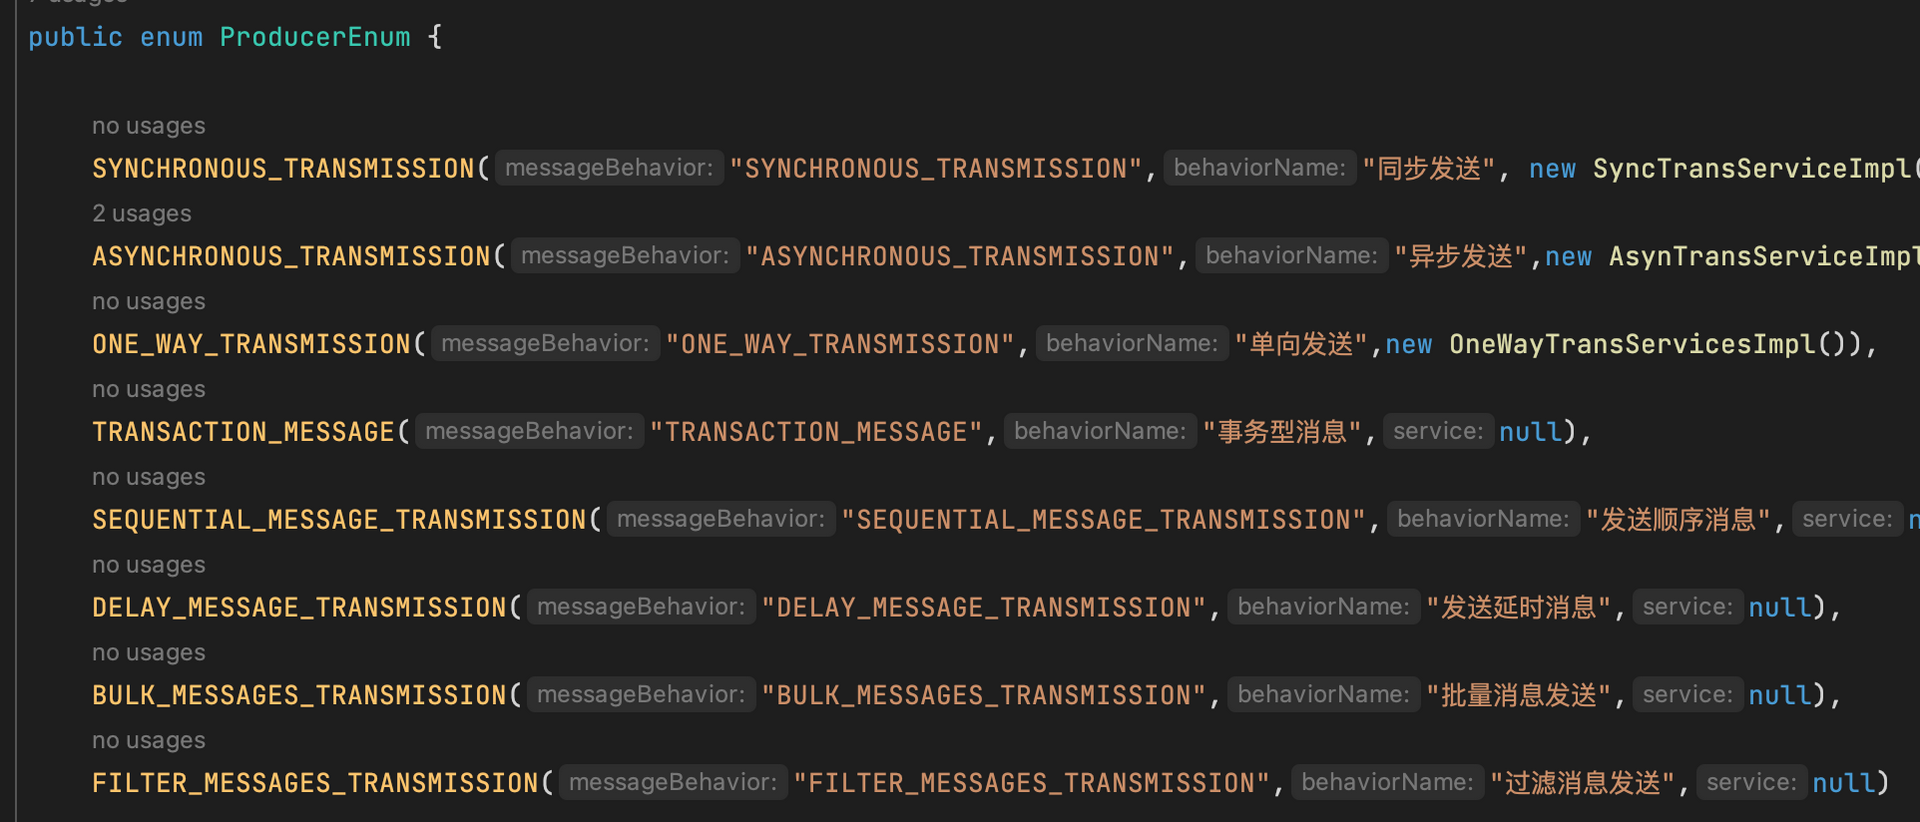 usages
public enum ProducerEnum {
no usages
SYNCHRONOUS_TRANSMISSION( messageBehavior: "SYNCHRONOUS_TRANSMISSION", behaviorName: "同步发送", new SyncTransServiceImpl(
2 usages
ASYNCHRONOUS_TRANSMISSION( messageBehavior: "ASYNCHRONOUS_TRANSMISSION", behaviorName: "异步发送",new AsynTransServiceImpl
no usages
ONE_WAY_TRANSMISSION( messageBehavior: "ONE_WAY_TRANSMISSION", behaviorName: "单向发送",new OneWayTransServicesImpl()),
no usages
TRANSACTION_MESSAGE( messageBehavior: "TRANSACTION_MESSAGE", behaviorName: "事务型消息", service: null),
no usages
SEQUENTIAL_MESSAGE_TRANSMISSION( messageBehavior: "SEQUENTIAL_MESSAGE_TRANSMISSION", behaviorName: "发送顺序消息", service: n
no usages
DELAY_MESSAGE_TRANSMISSION( messageBehavior: "DELAY_MESSAGE_TRANSMISSION", behaviorName: "发送延时消息", service: null),
no usages
BULK_MESSAGES_TRANSMISSION( messageBehavior: "BULK_MESSAGES_TRANSMISSION", behaviorName: "批量消息发送", service: null),
no usages
FILTER_MESSAGES_TRANSMISSION( messageBehavior: "FILTER_MESSAGES_TRANSMISSION", behaviorName: "过滤消息发送", service: null)